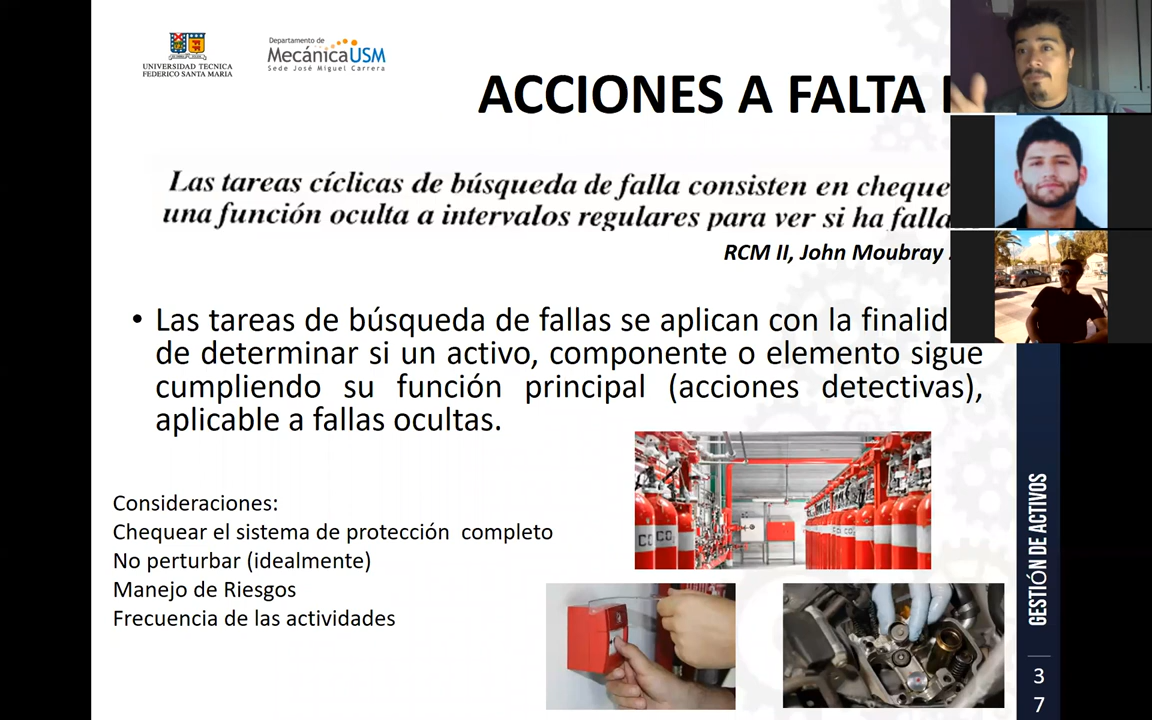 UNIVERSIDAD TECNICA
FEDERICO SANTA MARIA
Departamento de
MecánicaUSM
Sede José Miguel Carrera
ACCIONES A FALTA
Las tareas cíclicas de búsqueda de falla consisten en cheque
una función oculta a intervalos regulares para ver si ha falla
RCM II, John Moubray
• Las tareas de búsqueda de fallas se aplican con la finalid
de determinar si un activo, componente o elemento sigue
cumpliendo su función principal (acciones detectivas),
aplicable a fallas ocultas.
Consideraciones:
Chequear el sistema de protección completo
No perturbar (idealmente)
Manejo de Riesgos
Frecuencia de las actividades
CO2
GESTIÓN DE ACTIVOS
3
7